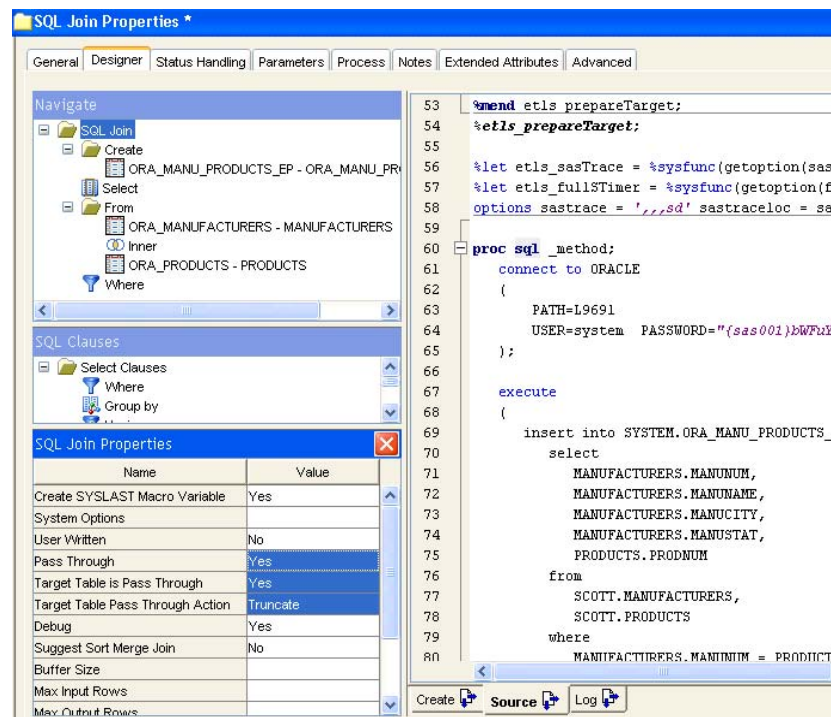 SQL Join Properties *
General Designer Status Handling Parameters Process Notes Extended Attributes Advanced
Navigate
SQL Join
Create
ORA_MANU_PRODUCTS_EP - ORA_MANU_PR
Select
From
ORA_MANUFACTURERS - MANUFACTURERS
Inner
ORA_PRODUCTS - PRODUCTS
Where
SQL Clauses
Select Clauses
Where
Group by
SQL Join Properties
Name Value
Create SYSLAST Macro Variable Yes
System Options
User Written No
Pass Through Yes
Target Table is Pass Through Yes
Target Table Pass Through Action Truncate
Debug Yes
Suggest Sort Merge Join No
Buffer Size
Max Input Rows
Max Output Rows
53 %mend etls_prepareTarget;
54 %etls_prepareTarget;
55
56 %let etls_sasTrace = %sysfunc(getoption(sas
57 %let etls_fullSTimer = %sysfunc(getoption(f
58 options sastrace = ',,,sd' sastraceloc = sa
59
60 proc sql _method;
61 connect to ORACLE
62 (
63 PATH=L9691
64 USER=system PASSWORD="{sas001}bWFuY
65 );
66
67 execute
68 (
69 insert into SYSTEM.ORA_MANU_PRODUCTS_
70 select
71 MANUFACTURERS.MANUNUM,
72 MANUFACTURERS.MANUNAME,
73 MANUFACTURERS.MANUCITY,
74 MANUFACTURERS.MANUSTAT,
75 PRODUCTS.PRODNUM
76 from
77 SCOTT.MANUFACTURERS,
78 SCOTT.PRODUCTS
79 where
80 MANUFACTURERS.MANUNUM = PRODUCT
Create Source Log